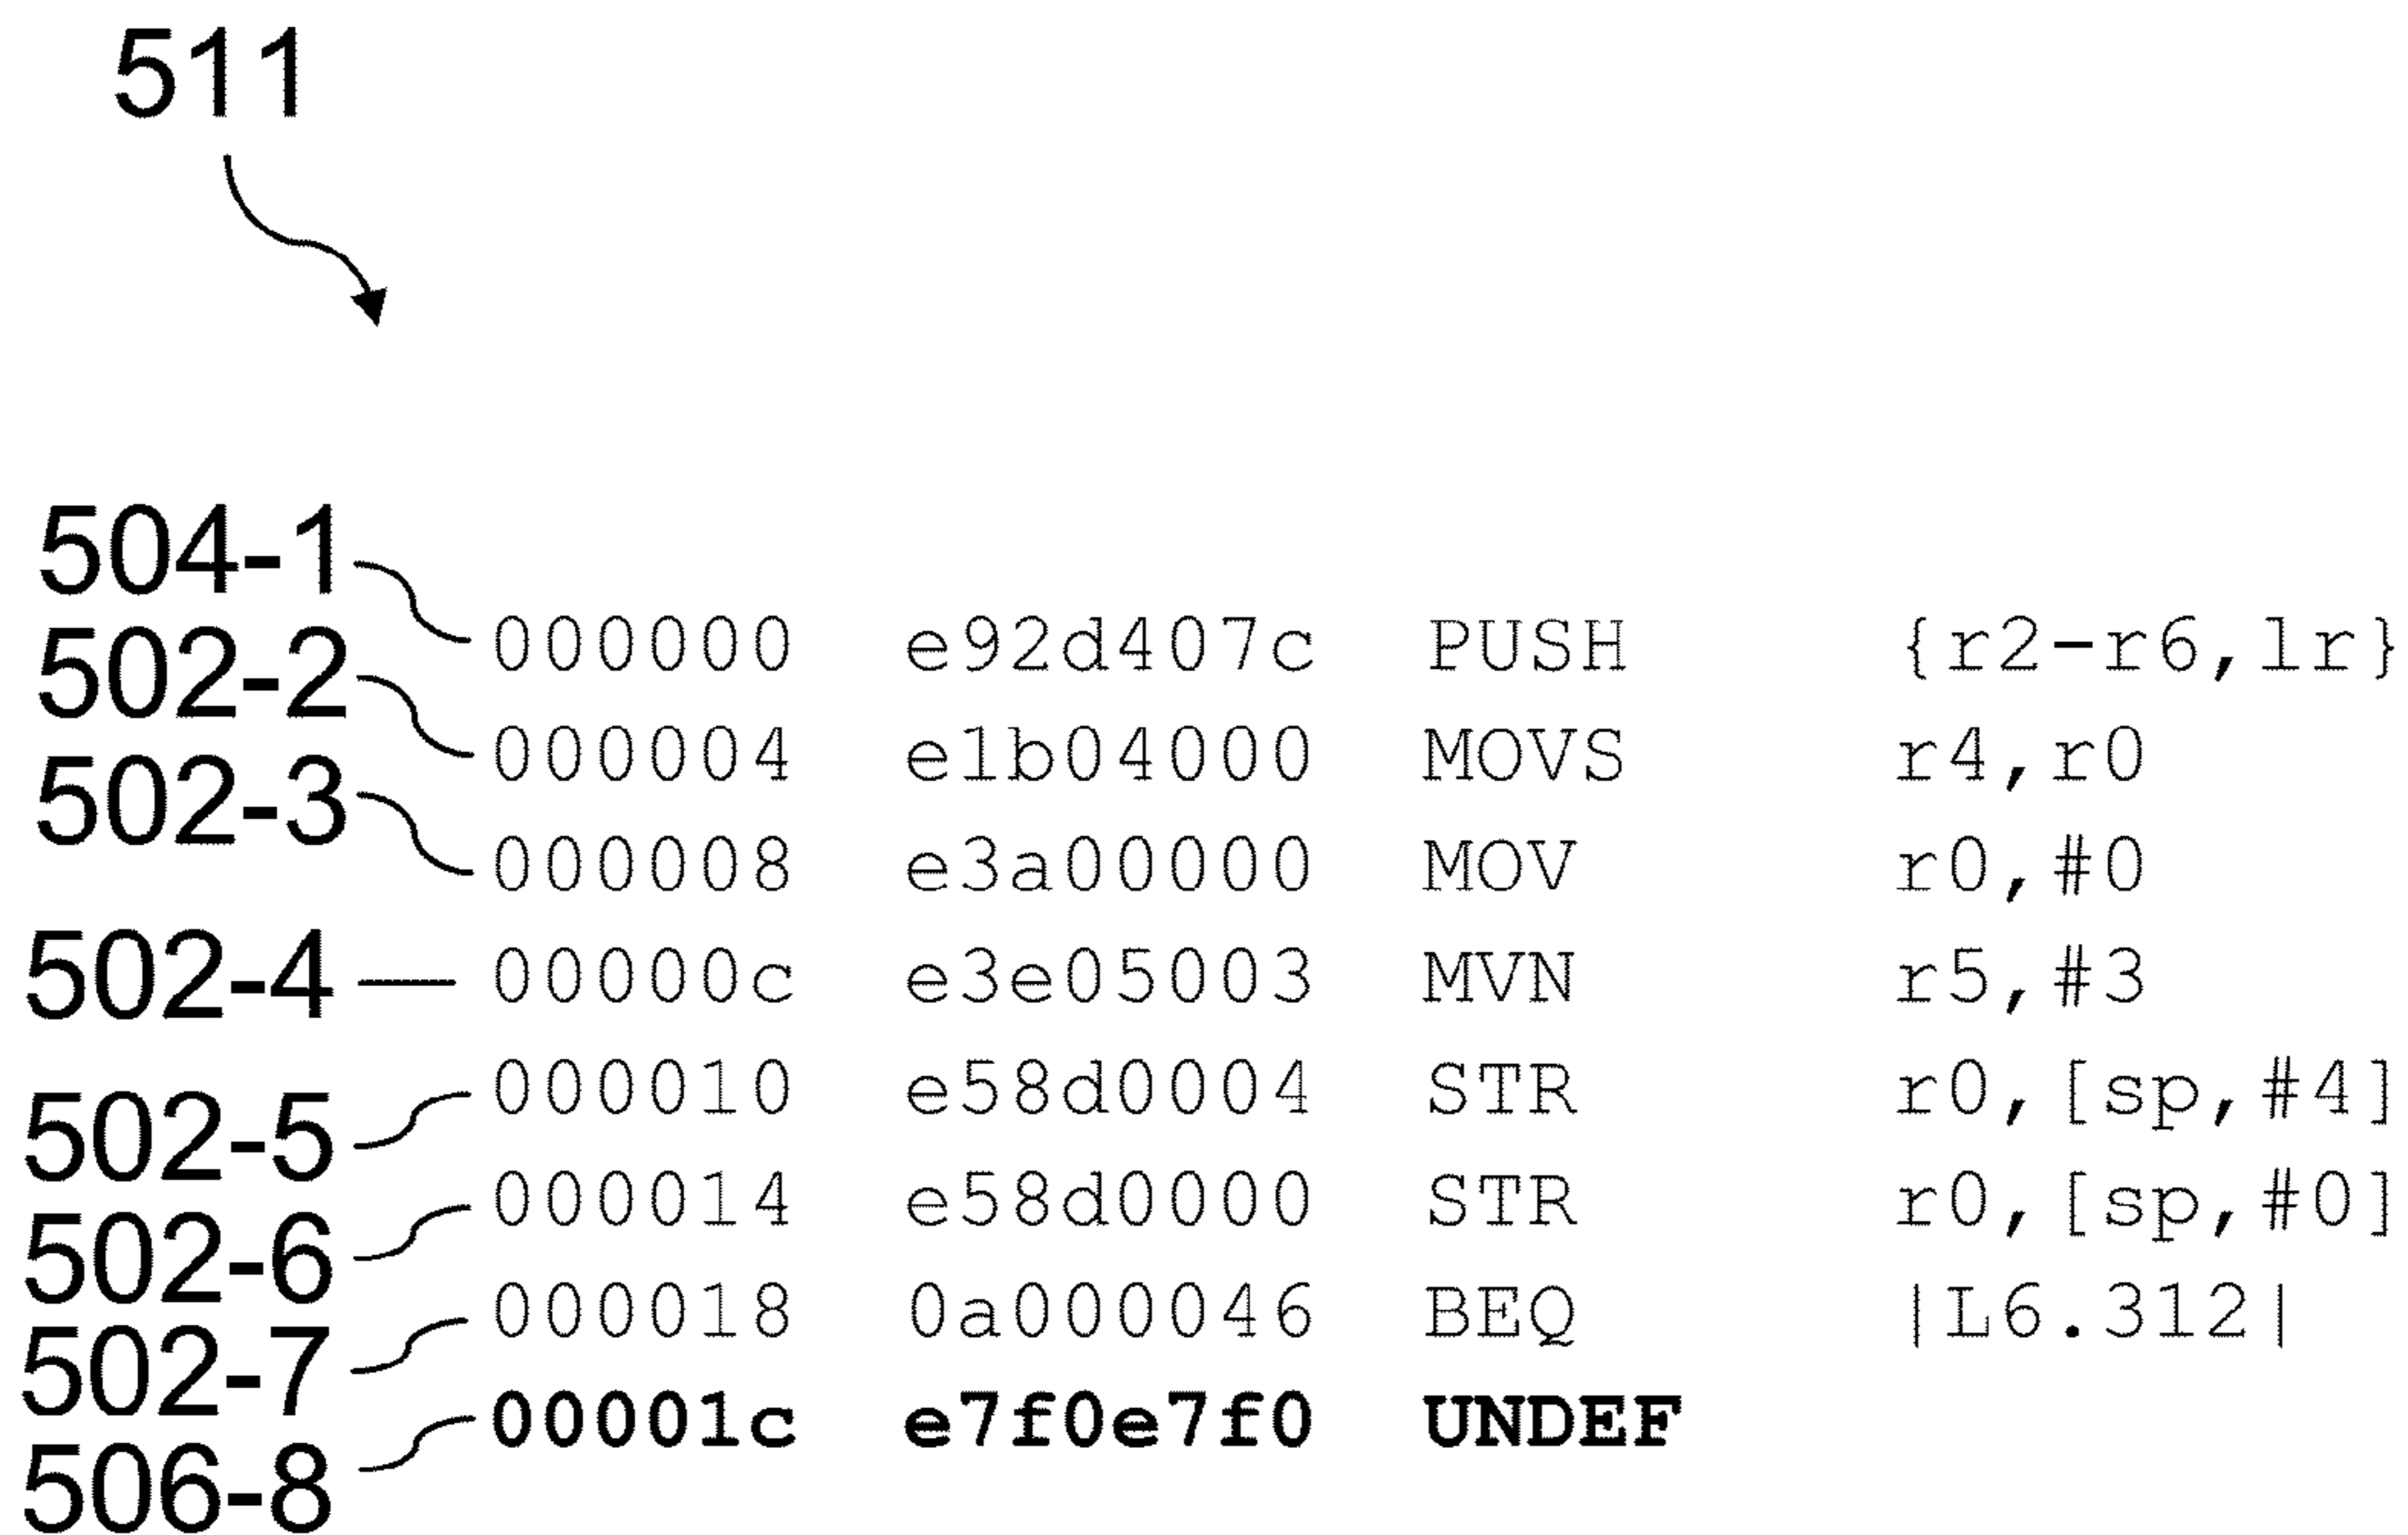 511
504-1 000000 e92d407c PUSH {r2-r6,lr}
502-2 000004 e1b04000 MOVS r4,r0
502-3 000008 e3a00000 MOV r0,#0
502-4 00000c e3e05003 MVN r5,#3
502-5 000010 e58d0004 STR r0,[sp,#4]
502-6 000014 e58d0000 STR r0,[sp,#0]
502-7 000018 0a000046 BEQ |L6.312|
506-8 00001c e7f0e7f0 UNDEF